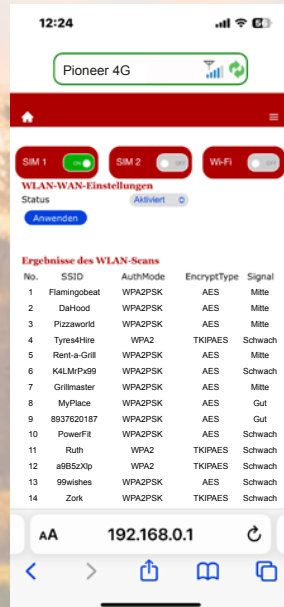 12:24
Pioneer 4G
SIM 1 ON SIM 2 OFF Wi-Fi OFF
WLAN-WAN-Einstellungen
Status Aktiviert
Anwenden
Ergebnisse des WLAN-Scans
No. SSID AuthMode EncryptType Signal
1 Flamingobeat WPA2PSK AES Mitte
2 DaHood WPA2PSK AES Mitte
3 Pizzaworld WPA2PSK AES Mitte
4 Tyres4Hire WPA2 TKIPAES Schwach
5 Rent-a-Grill WPA2PSK AES Mitte
6 K4LMrPx99 WPA2PSK AES Schwach
7 Grillmaster WPA2PSK AES Mitte
8 MyPlace WPA2PSK AES Gut
9 8937620187 WPA2PSK AES Gut
10 PowerFit WPA2PSK AES Schwach
11 Ruth WPA2 TKIPAES Schwach
12 a9B5zXlp WPA2 TKIPAES Schwach
13 99wishes WPA2PSK AES Schwach
14 Zork WPA2PSK TKIPAES Schwach
AA 192.168.0.1